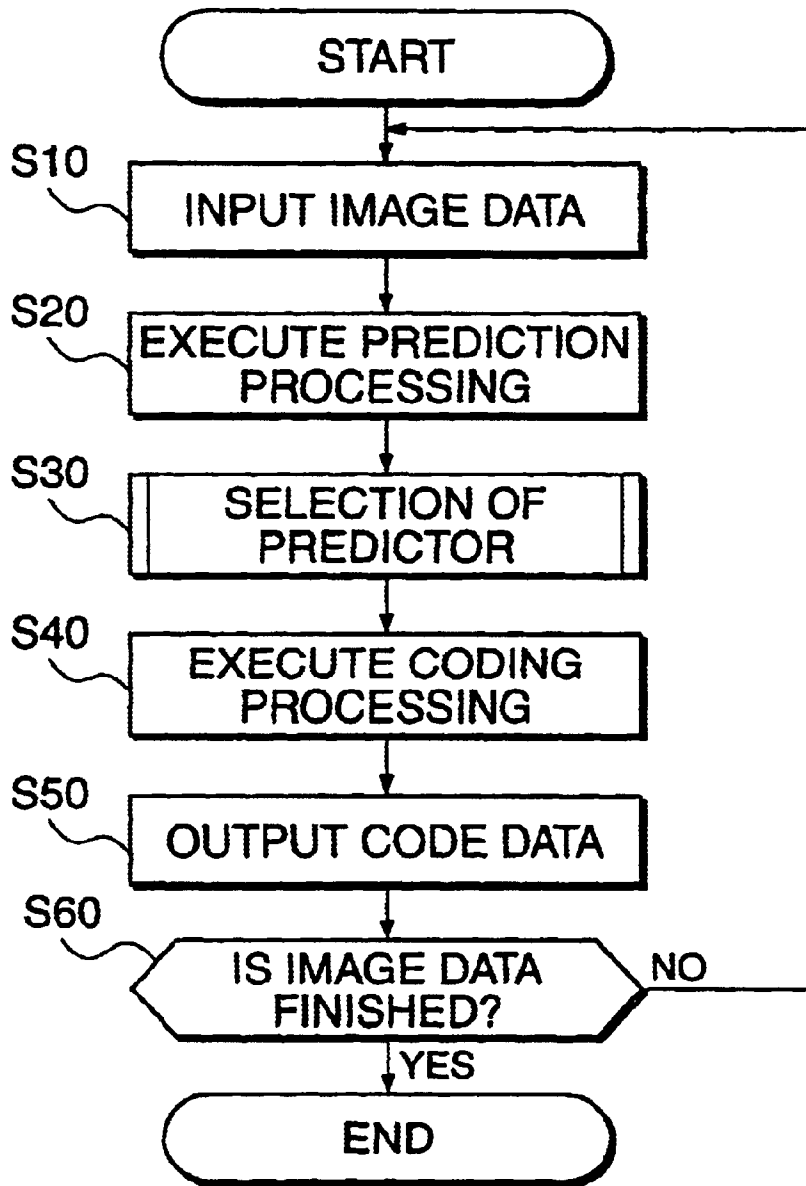 START
S10
INPUT IMAGE DATA
S20
EXECUTE PREDICTION
PROCESSING
S30
SELECTION OF
PREDICTOR
S40
EXECUTE CODING
PROCESSING
S50
OUTPUT CODE DATA
S60
IS IMAGE DATA
FINISHED?
NO
YES
END